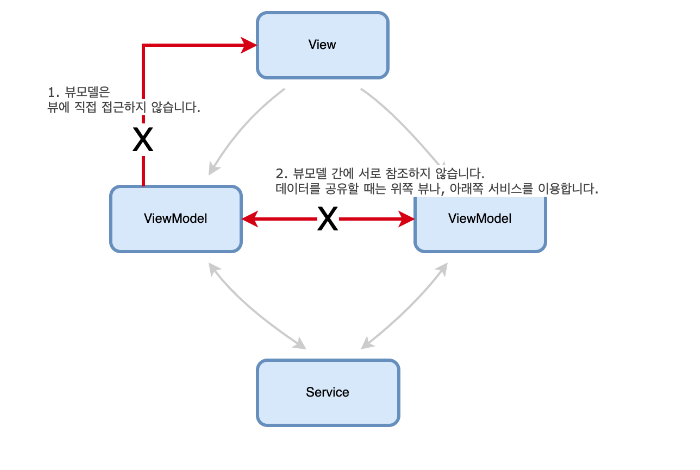 View
1. 뷰모델은
뷰에 직접 접근하지 않습니다.
X
2. 뷰모델 간에 서로 참조하지 않습니다.
데이터를 공유할 때는 위쪽 뷰나, 아래쪽 서비스를 이용합니다.
ViewModel
X
ViewModel
Service